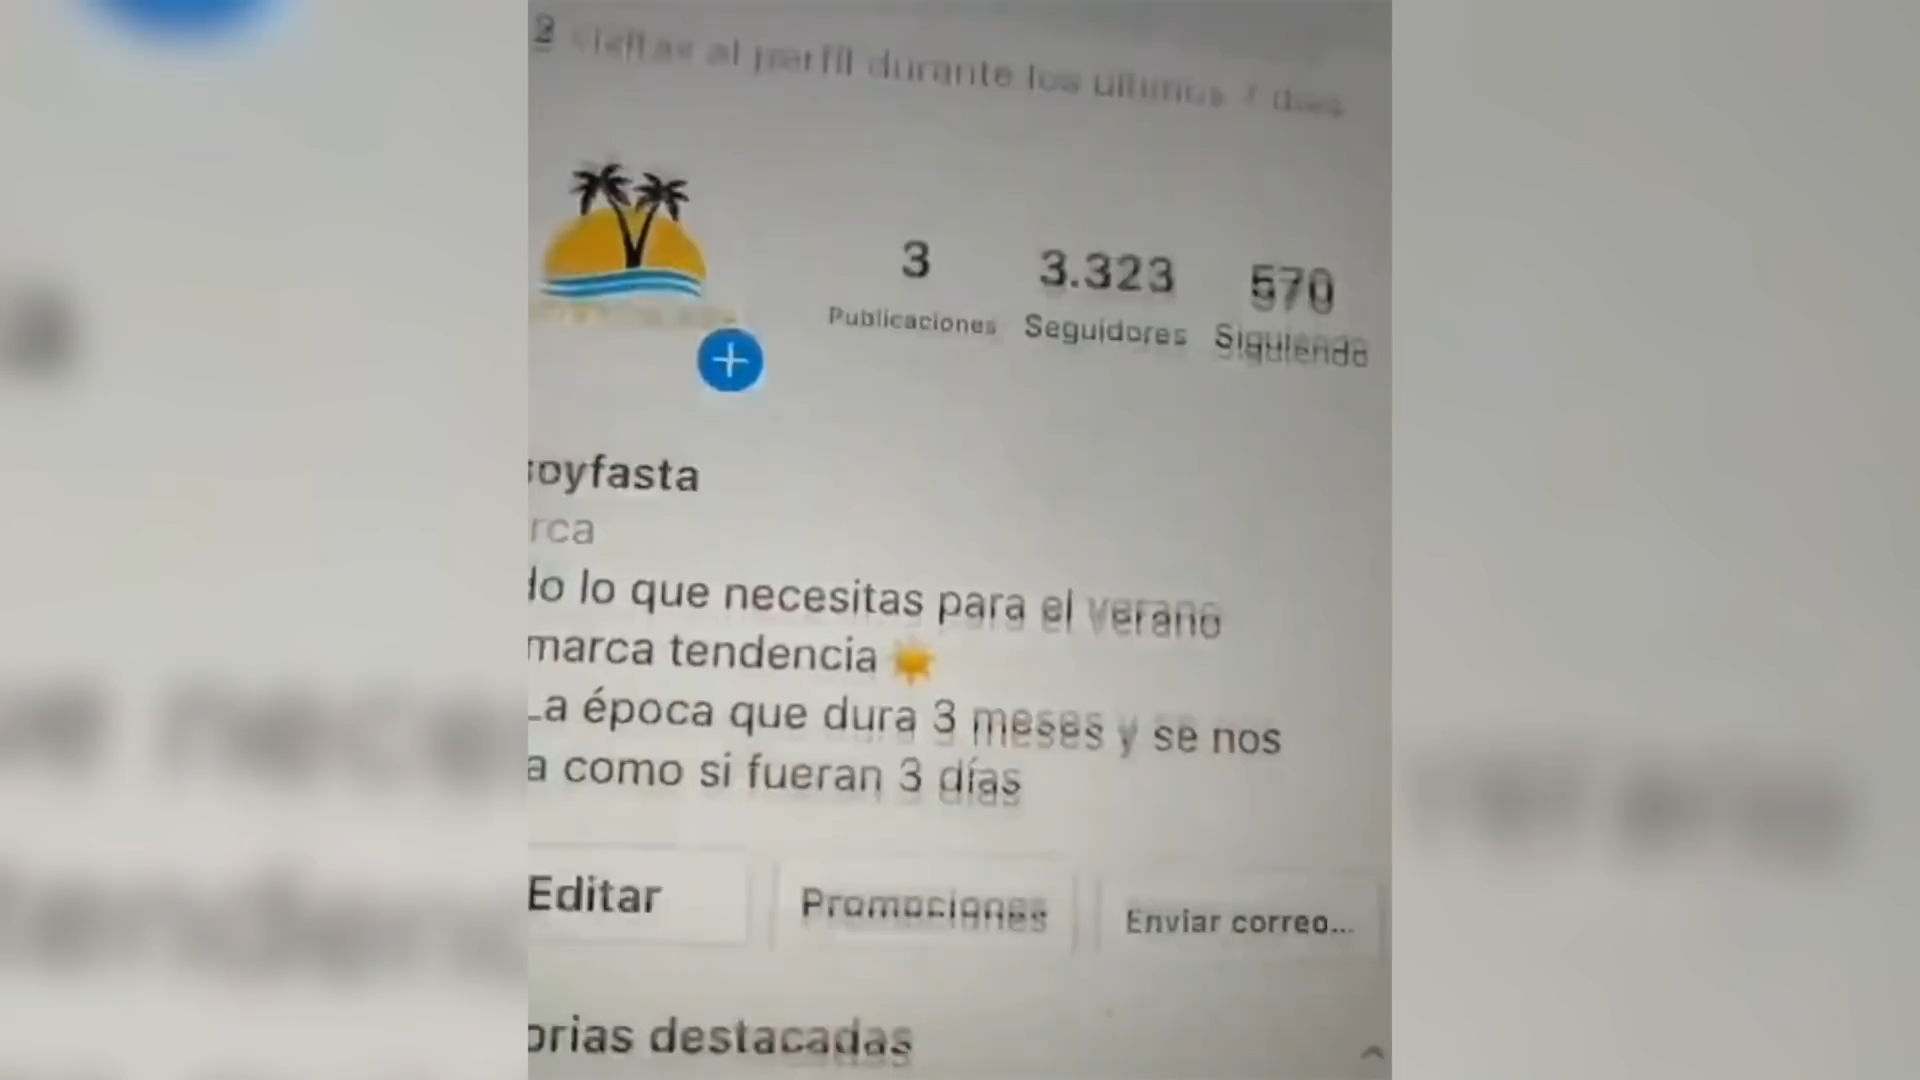 visitas al perfil durante los últimos 7 días
3 3.323 570
Publicaciones Seguidores Siguiendo
soyfasta
rca
do lo que necesitas para el verano
marca tendencia
La época que dura 3 meses y se nos
a como si fueran 3 días
Editar Promociones Enviar correo...
orias destacadas